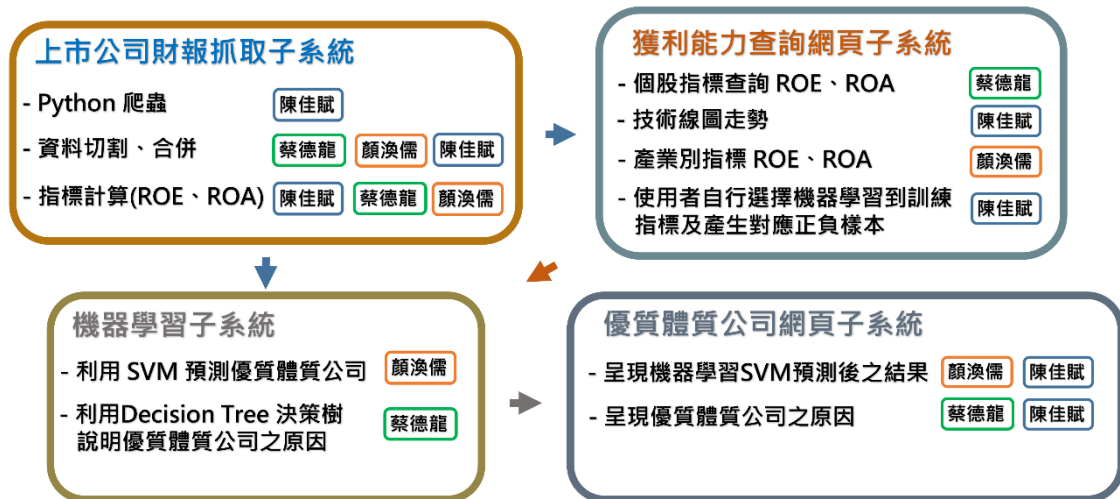 上市公司財報抓取子系統
- Python 爬蟲 陳佳賦
- 資料切割、合併 蔡德龍 顏渙儒 陳佳賦
- 指標計算(ROE、ROA) 陳佳賦 蔡德龍 顏渙儒
獲利能力查詢網頁子系統
- 個股指標查詢 ROE、ROA 蔡德龍
- 技術線圖走勢 陳佳賦
- 產業別指標 ROE、ROA 顏渙儒
- 使用者自行選擇機器學習到訓練
指標及產生對應正負樣本 陳佳賦
機器學習子系統
- 利用 SVM 預測優質體質公司 顏渙儒
- 利用Decision Tree 決策樹
說明優質體質公司之原因 蔡德龍
優質體質公司網頁子系統
- 呈現機器學習SVM預測後之結果 顏渙儒 陳佳賦
- 呈現優質體質公司之原因 蔡德龍 陳佳賦